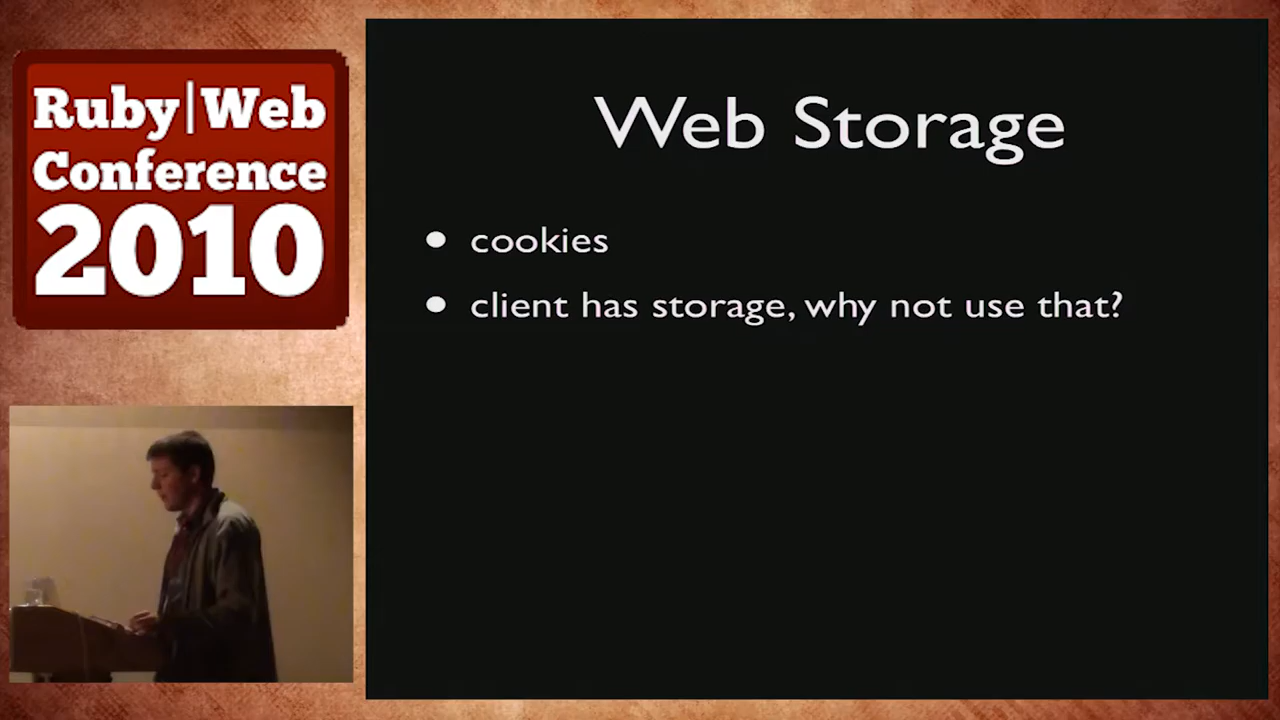 Ruby|Web
Conference
2010
Web Storage
• cookies
• client has storage, why not use that?